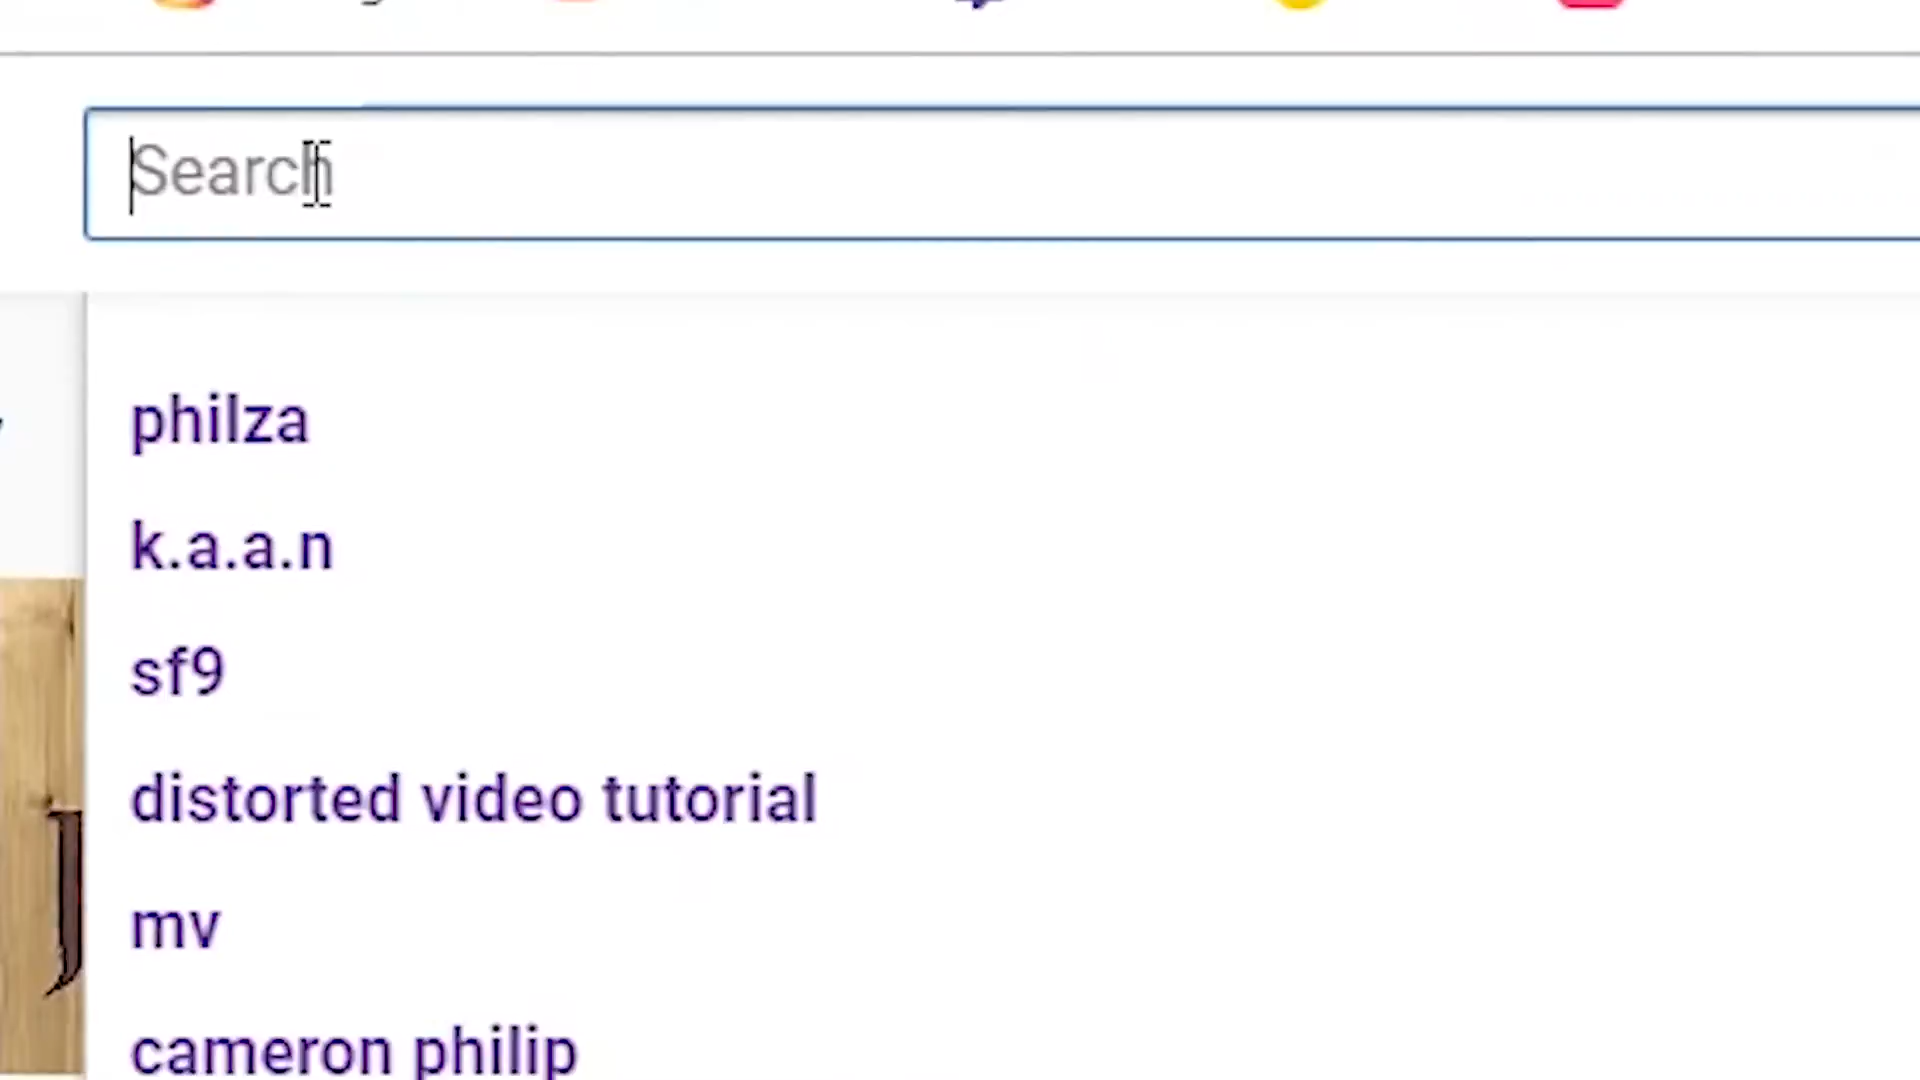 Search
philza
k.a.a.n
sf9
distorted video tutorial
mv
cameron philip